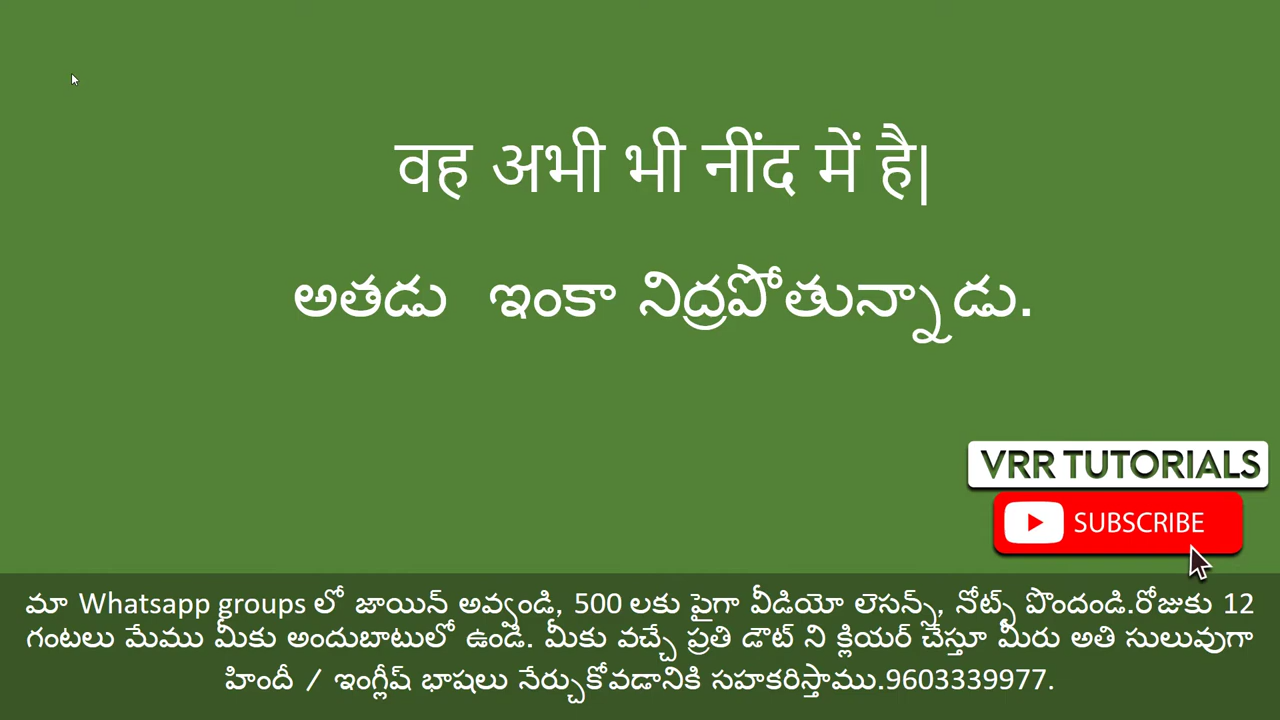 वह अभी भी नींद में है|
అతడు ఇంకా నిద్రపోతున్నాడు.
VRR TUTORIALS
SUBSCRIBE
మా Whatsapp groups లో జాయిన్ అవ్వండి, 500 లకు పైగా వీడియో లెసన్స్, నోట్స్ పొందండి.రోజుకు 12
గంటలు మేము మీకు అందుబాటులో ఉండి. మీకు వచ్చే ప్రతి డౌట్ ని క్లియర్ చేస్తూ మీరు అతి సులువుగా
హిందీ / ఇంగ్లీష్ భాషలు నేర్చుకోవడానికి సహకరిస్తాము.9603339977.